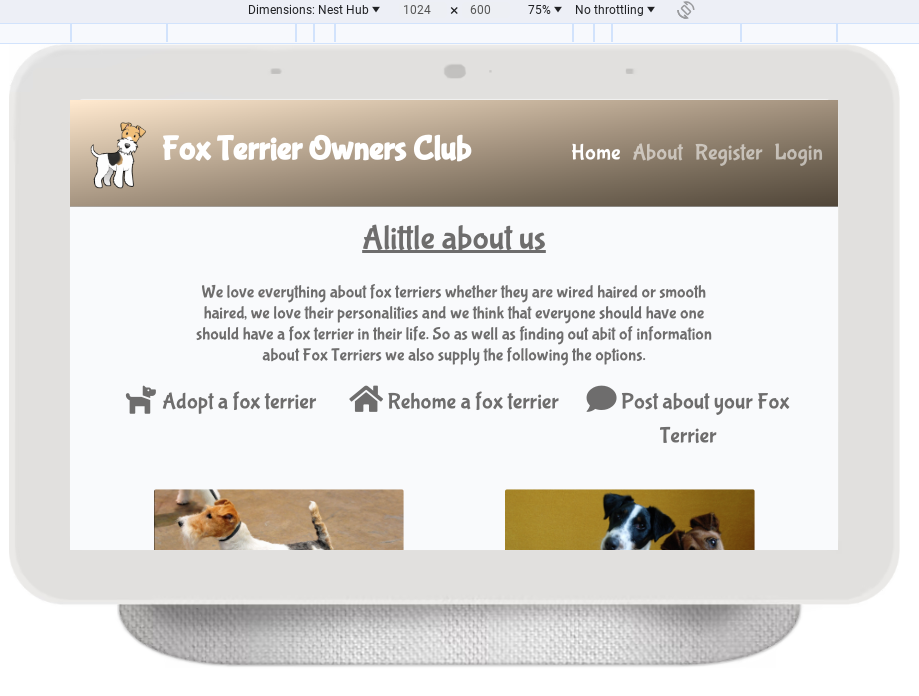 Dimensions: Nest Hub 1024 × 600 75% No throttling
Fox Terrier Owners Club
Home About Register Login
Alittle about us
We love everything about fox terriers whether they are wired haired or smooth
haired, we love their personalities and we think that everyone should have one
should have a fox terrier in their life. So as well as finding out abit of information
about Fox Terriers we also supply the following the options.
Adopt a fox terrier Rehome a fox terrier Post about your Fox
Terrier